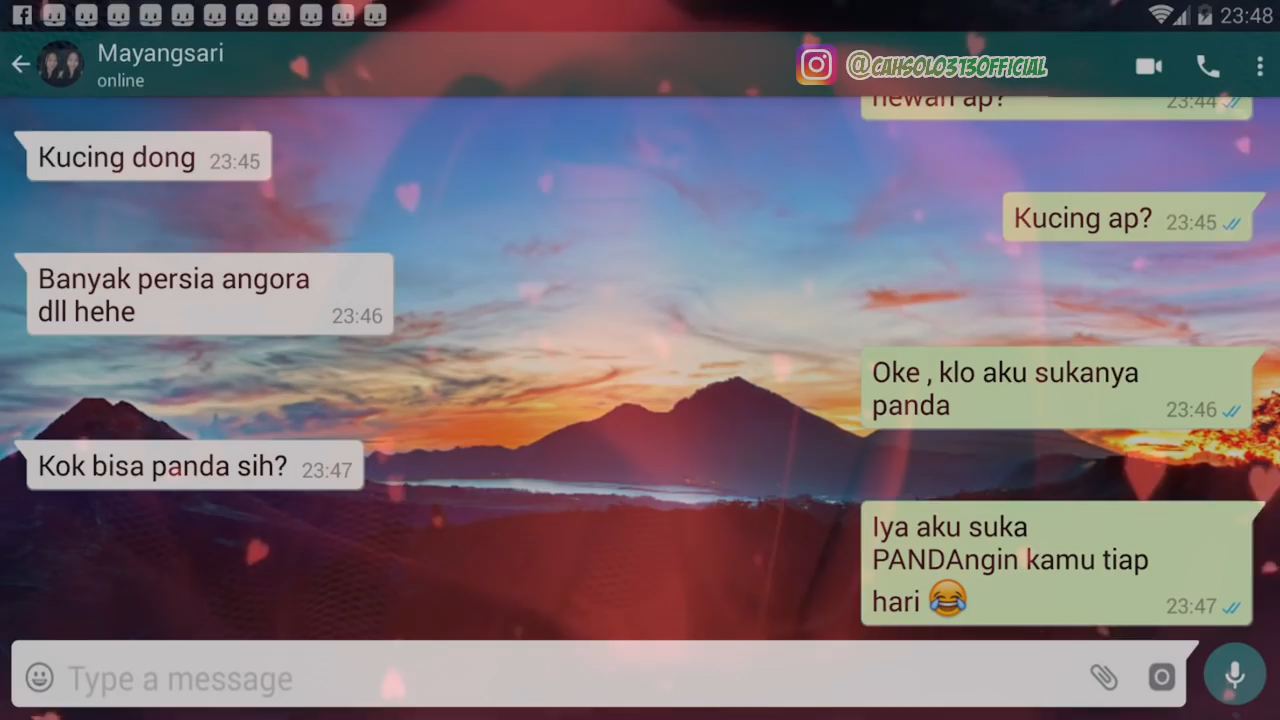 23:48
Mayangsari
online
@CAHSOLO3130FFICIAL
hewan ap? 23:44
Kucing dong 23:45
Kucing ap? 23:45
Banyak persia angora
dll hehe 23:46
Oke , klo aku sukanya
panda 23:46
Kok bisa panda sih? 23:47
Iya aku suka
PANDAngin kamu tiap
hari 😂 23:47
Type a message